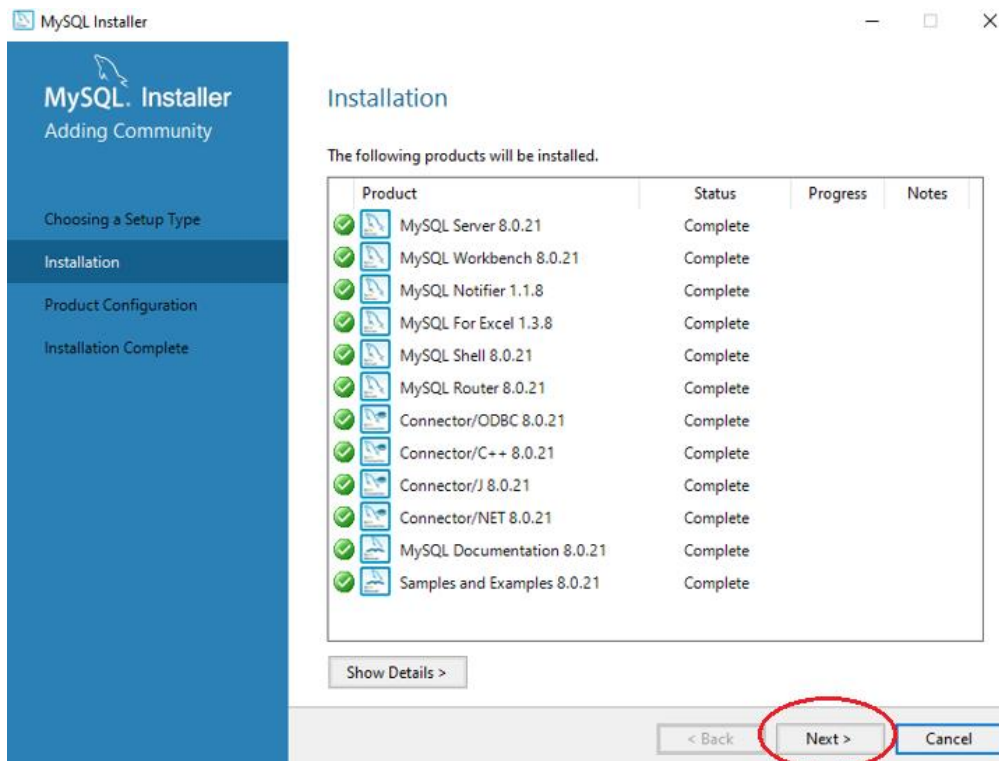 MySQL Installer
MySQL. Installer
Adding Community
Choosing a Setup Type
Installation
Product Configuration
Installation Complete
Installation
The following products will be installed.
Product Status Progress Notes
MySQL Server 8.0.21 Complete
MySQL Workbench 8.0.21 Complete
MySQL Notifier 1.1.8 Complete
MySQL For Excel 1.3.8 Complete
MySQL Shell 8.0.21 Complete
MySQL Router 8.0.21 Complete
Connector/ODBC 8.0.21 Complete
Connector/C++ 8.0.21 Complete
Connector/J 8.0.21 Complete
Connector/NET 8.0.21 Complete
MySQL Documentation 8.0.21 Complete
Samples and Examples 8.0.21 Complete
Show Details >
< Back Next > Cancel